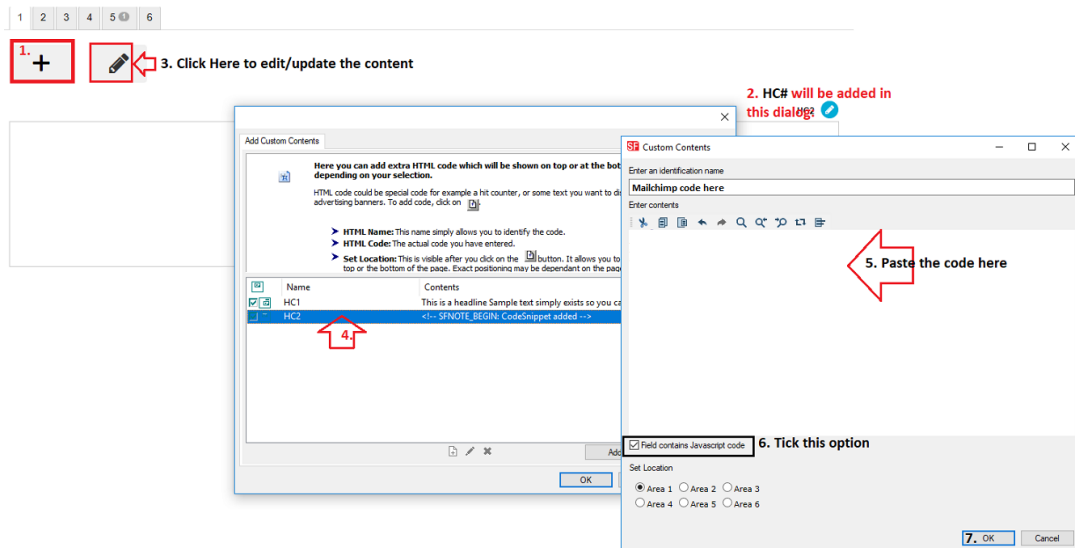 1 2 3 4 5 6
1. +
3. Click Here to edit/update the content
2. HC# will be added in
this dialog.
Add Custom Contents
Here you can add extra HTML code which will be shown on top or at the bot
depending on your selection.
HTML code could be special code for example a hit counter, or some text you want to di
advertising banners. To add code, click on
HTML Name: This name simply allows you to identify the code.
HTML Code: The actual code you have entered.
Set Location: This is visible after you click on the button. It allows you to
top or the bottom of the page. Exact positioning may be dependant on the page
Name Contents
HC1 This is a headline Sample text simply exists so you ca
HC2 <!-- SFNOTE_BEGIN: CodeSnippet added -->
4.
Add
OK
SF Custom Contents
Enter an identification name
Mailchimp code here
Enter contents
5. Paste the code here
Field contains Javascript code
6. Tick this option
Set Location
Area 1 Area 2 Area 3
Area 4 Area 5 Area 6
7. OK Cancel